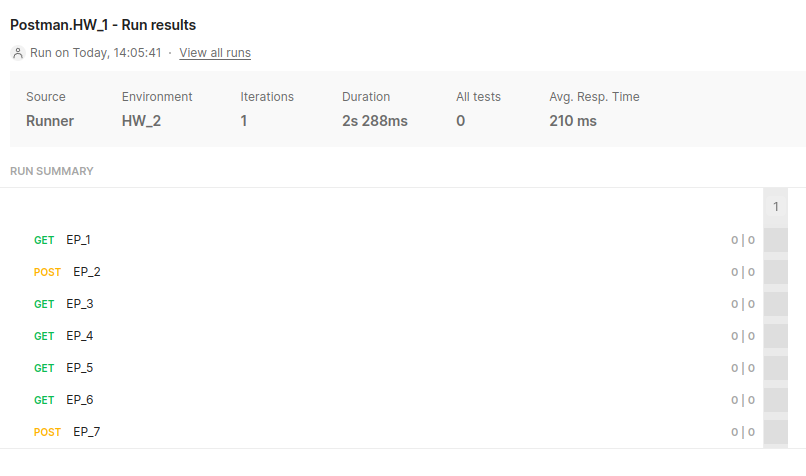 Postman.HW_1 - Run results
Run on Today, 14:05:41 · View all runs
Source Environment Iterations Duration All tests Avg. Resp. Time
Runner HW_2 1 2s 288ms 0 210 ms
RUN SUMMARY
1
GET EP_1 0 | 0
POST EP_2 0 | 0
GET EP_3 0 | 0
GET EP_4 0 | 0
GET EP_5 0 | 0
GET EP_6 0 | 0
POST EP_7 0 | 0